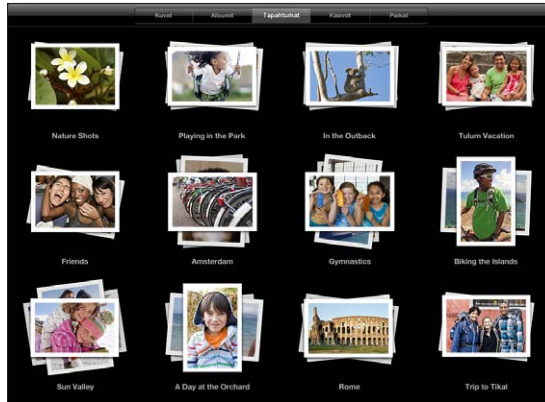 Kuvat Albumit Tapahtumat Kasvot Paikat
Nature Shots Playing in the Park In the Outback Tulum Vacation
Friends Amsterdam Gymnastics Biking the Islands
Sun Valley A Day at the Orchard Rome Trip to Tikal